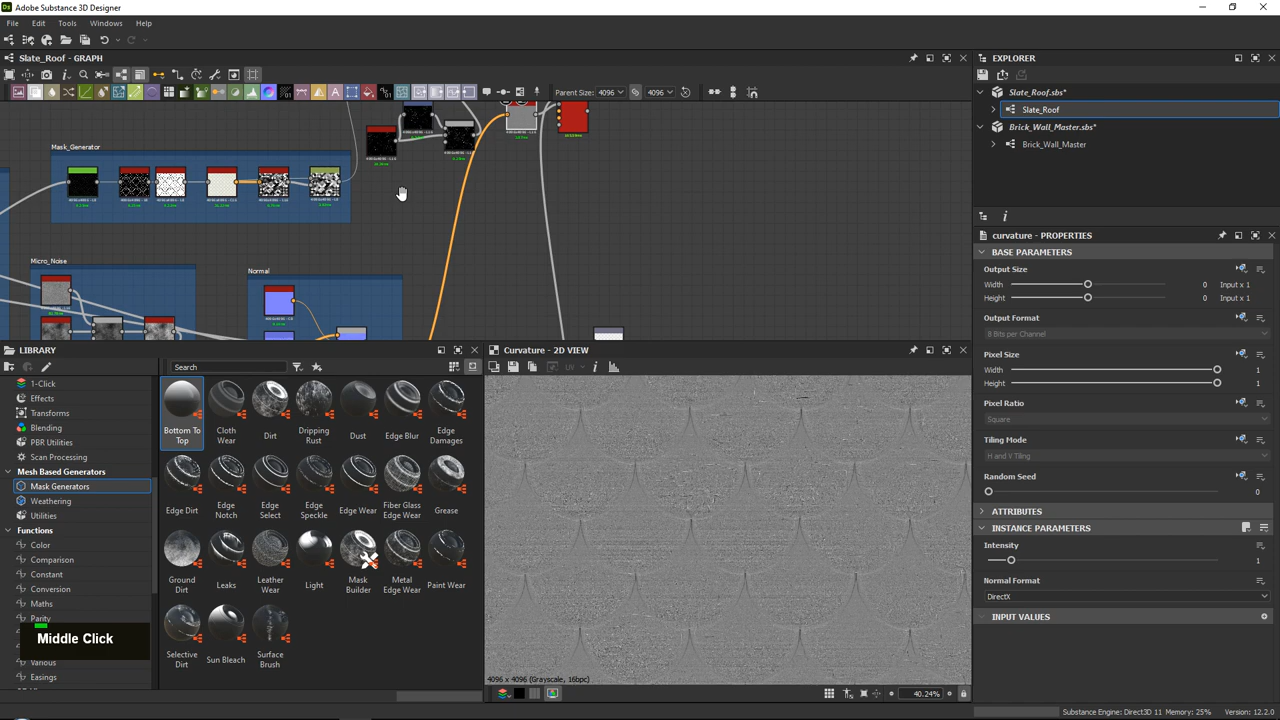 Adobe Substance 3D Designer
File Edit Tools Windows Help
Slate_Roof - GRAPH
Parent Size: 4096 4096
Mask_Generator
Micro_Noise
Normal
EXPLORER
Slate_Roof.sbs*
Slate_Roof
Brick_Wall_Master.sbs*
Brick_Wall_Master
curvature - PROPERTIES
BASE PARAMETERS
Output Size
Width 0 Input x 1
Height 0 Input x 1
Output Format
8 Bits per Channel
Pixel Size
Width 1
Height 1
Pixel Ratio
Square
Tiling Mode
H and V Tiling
Random Seed
0
ATTRIBUTES
INSTANCE PARAMETERS
Intensity
1
Normal Format
DirectX
INPUT VALUES
LIBRARY
Search
1-Click
Effects
Transforms
Blending
PBR Utilities
Scan Processing
Mesh Based Generators
Mask Generators
Weathering
Utilities
Functions
Color
Comparison
Constant
Conversion
Maths
Parity
Various
Easings
Middle Click
Bottom To Top
Cloth Wear
Dirt
Dripping Rust
Dust
Edge Blur
Edge Damages
Edge Dirt
Edge Notch
Edge Select
Edge Speckle
Edge Wear
Fiber Glass Edge Wear
Grease
Ground Dirt
Leaks
Leather Wear
Light
Mask Builder
Metal Edge Wear
Paint Wear
Selective Dirt
Sun Bleach
Surface Brush
Curvature - 2D VIEW
UV
4096 x 4096 (Grayscale, 16bpc)
40.24%
Substance Engine: Direct3D 11 Memory: 25% Version: 12.2.0